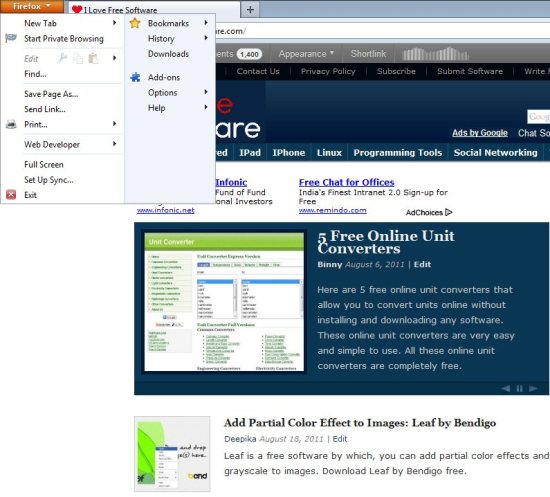 Firefox
I Love Free Software
New Tab
Start Private Browsing
Edit
Find...
Save Page As...
Send Link...
Print...
Web Developer
Full Screen
Set Up Sync...
Exit
Bookmarks
History
Downloads
Add-ons
Options
Help
are.com/
ents 1,400 Appearance Shortlink
Contact Us Privacy Policy Subscribe Submit Software
e
are
Ads by Google Chat So
red IPad IPhone Linux Programming Tools Social Networking
Infonic
Fund of Fund
onal Investors
www.infonic.net
Free Chat for Offices
India's Finest Intranet 2.0 Sign-up for
Free
www.remindo.com
AdChoices
Unit Converter
5 Free Online Unit
Converters
Binny August 6, 2011 | Edit
Here are 5 free online unit converters that
allow you to convert units online without
installing and downloading any software.
These online unit converters are very easy
and simple to use. All these online unit
converters are completely free.
and drop
e(s) here.
bend
Add Partial Color Effect to Images: Leaf by Bendigo
Deepika August 18, 2011 | Edit
Leaf is a free software by which, you can add partial color effects and
grayscale to images. Download Leaf by Bendigo free.